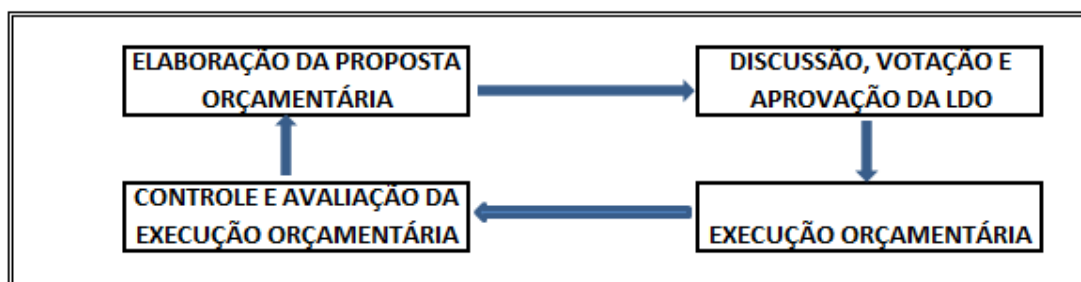 ELABORAÇÃO DA PROPOSTA
ORÇAMENTÁRIA
DISCUSSÃO, VOTAÇÃO E
APROVAÇÃO DA LDO
EXECUÇÃO ORÇAMENTÁRIA
CONTROLE E AVALIAÇÃO DA
EXECUÇÃO ORÇAMENTÁRIA